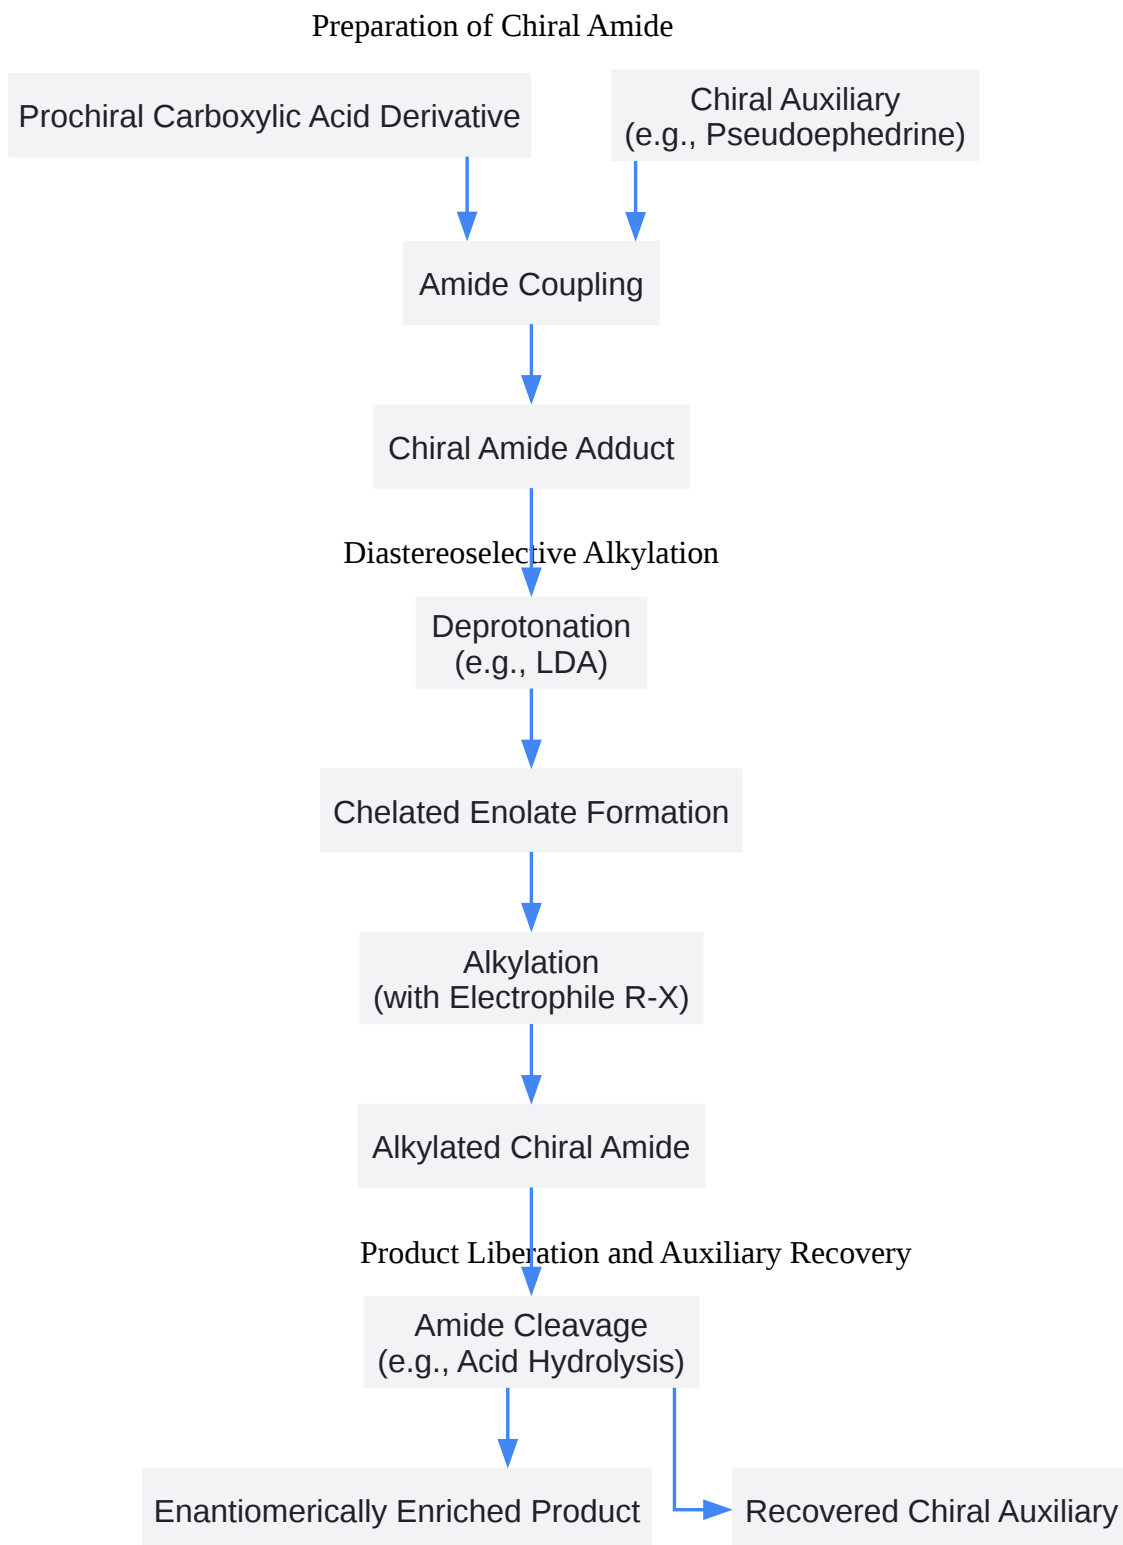 Preparation of Chiral Amide
Prochiral Carboxylic Acid Derivative
Chiral Auxiliary
(e.g., Pseudoephedrine)
Amide Coupling
Chiral Amide Adduct
Diastereoselective Alkylation
Deprotonation
(e.g., LDA)
Chelated Enolate Formation
Alkylation
(with Electrophile R-X)
Alkylated Chiral Amide
Product Liberation and Auxiliary Recovery
Amide Cleavage
(e.g., Acid Hydrolysis)
Enantiomerically Enriched Product
Recovered Chiral Auxiliary